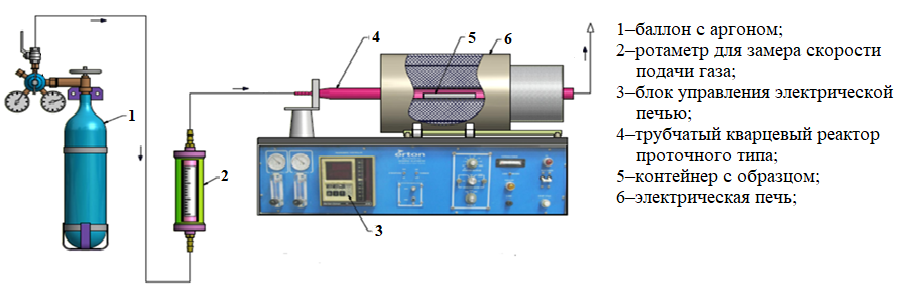 1–баллон с аргоном;
2–ротаметр для замера скорости
подачи газа;
3–блок управления электрической
печью;
4–трубчатый кварцевый реактор
проточного типа;
5–контейнер с образцом;
6–электрическая печь;
1
2
3
4
5
6
orton